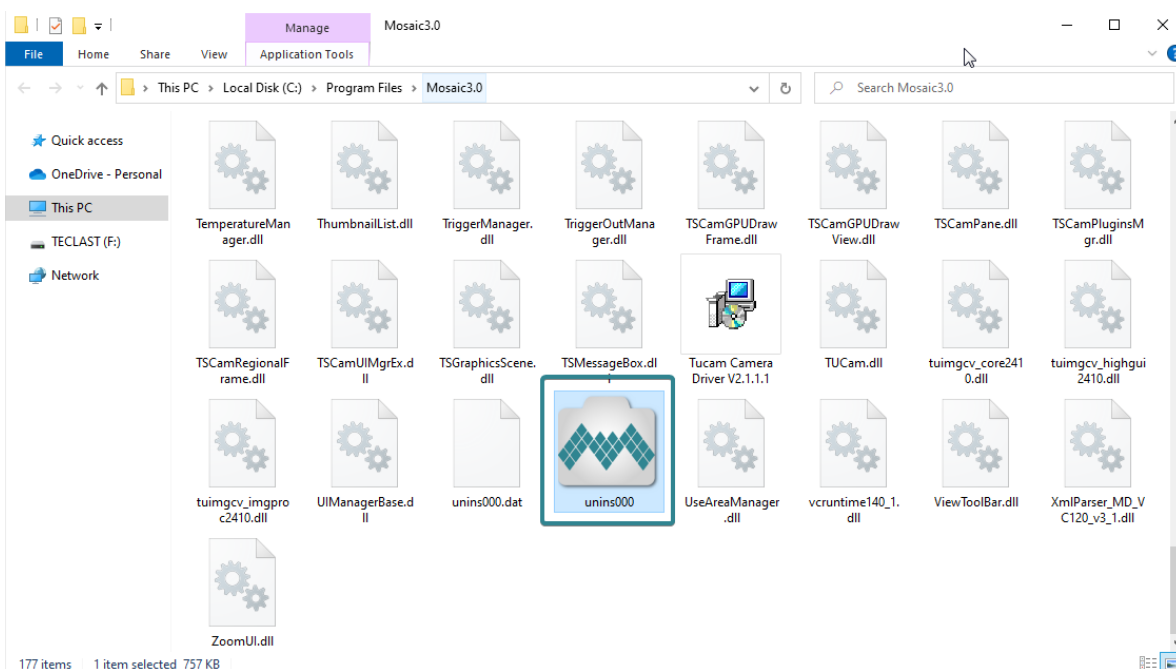 Manage
Mosaic3.0
File
Home
Share
View
Application Tools
This PC
Local Disk (C:)
Program Files
Mosaic3.0
Search Mosaic3.0
Quick access
OneDrive - Personal
This PC
TECLAST (F:)
Network
TemperatureMan
ager.dll
ThumbnailList.dll
TriggerManager.
dll
TriggerOutMana
ger.dll
TSCamGPUDraw
Frame.dll
TSCamGPUDraw
View.dll
TSCamPane.dll
TSCamPluginsM
gr.dll
TSCamRegionalF
rame.dll
TSCamUIMgrEx.d
ll
TSGraphicsScene.
dll
TSMessageBox.dl
Tucam Camera
Driver V2.1.1.1
TUCam.dll
tuimgcv_core241
0.dll
tuimgcv_highgui
2410.dll
tuimgcv_imgpro
c2410.dll
UIManagerBase.d
ll
unins000.dat
unins000
UseAreaManager
.dll
vcruntime140_1.
dll
ViewToolBar.dll
XmlParser_MD_V
C120_v3_1.dll
ZoomUI.dll
177 items
1 item selected 757 KB